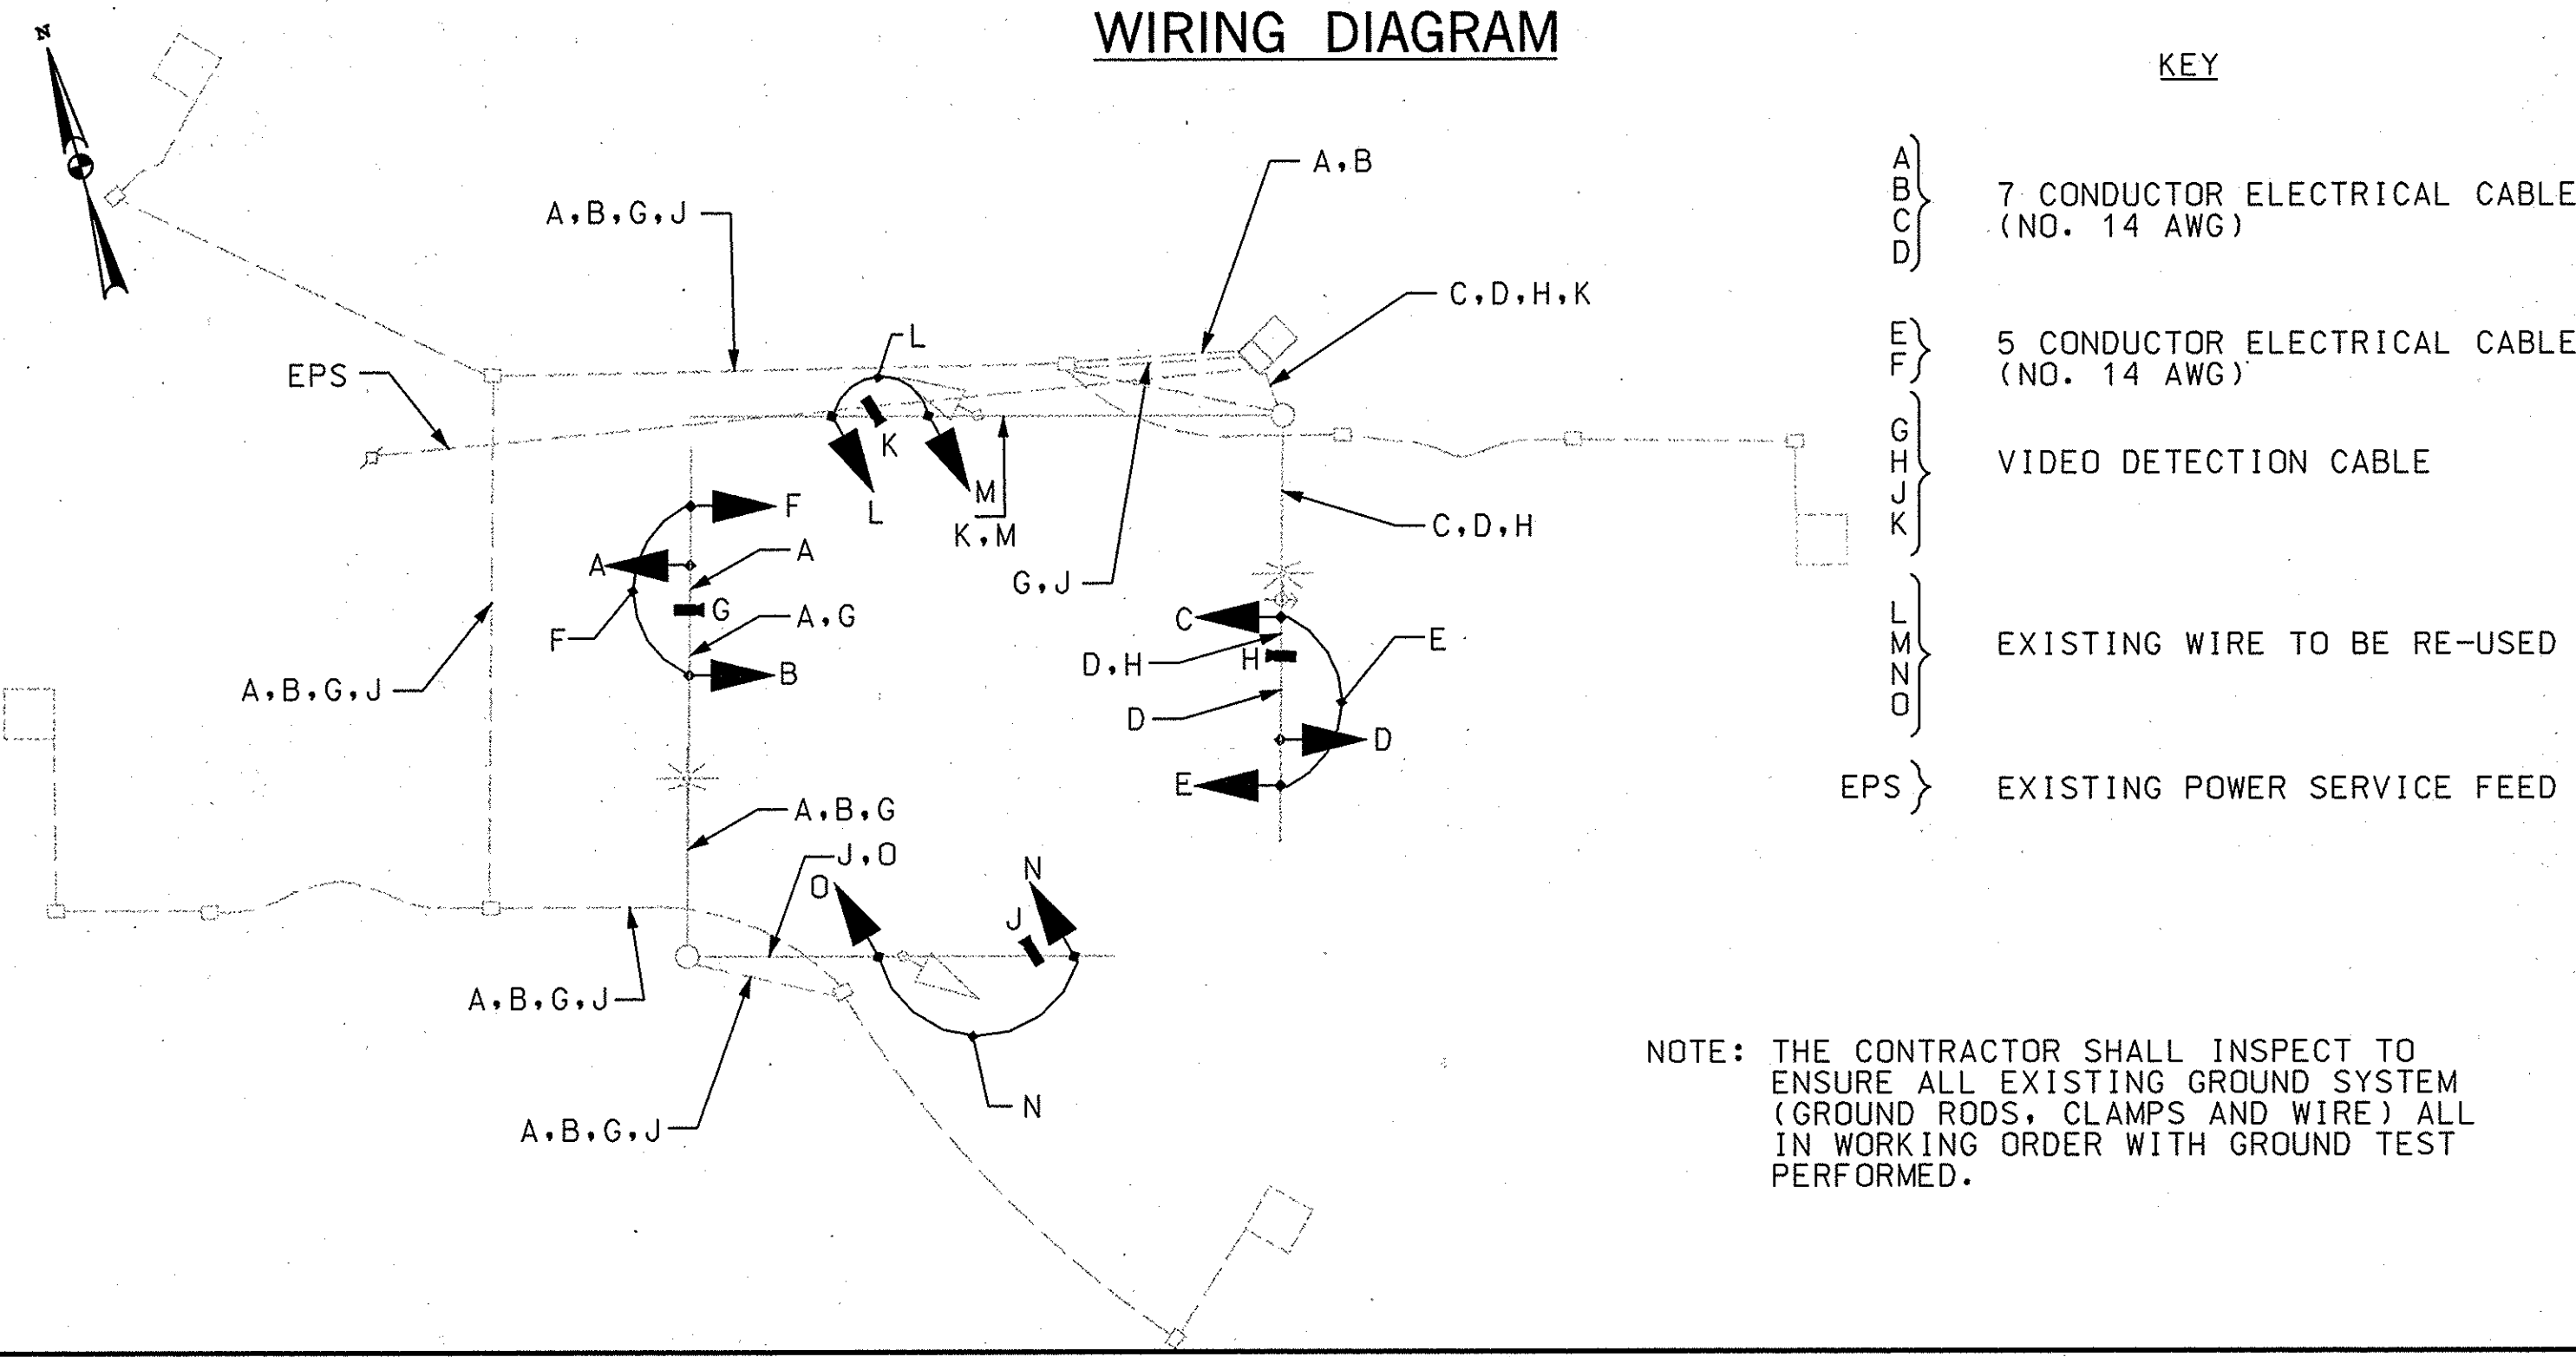 WIRING DIAGRAM
N
KEY
A
B
C
D
7 CONDUCTOR ELECTRICAL CABLE
(NO. 14 AWG)
E
F
5 CONDUCTOR ELECTRICAL CABLE
(NO. 14 AWG)
G
H
J
K
VIDEO DETECTION CABLE
L
M
N
O
EXISTING WIRE TO BE RE-USED
EPS
EXISTING POWER SERVICE FEED
A,B
A,B,G,J
C,D,H,K
L
EPS
K
L
M
K,M
F
A
A
G
A,G
F
B
G,J
C,D,H
C
D,H
H
E
D
D
E
A,B,G,J
A,B,G
J,O
O
N
J
A,B,G,J
A,B,G,J
N
NOTE: THE CONTRACTOR SHALL INSPECT TO
ENSURE ALL EXISTING GROUND SYSTEM
(GROUND RODS, CLAMPS AND WIRE) ALL
IN WORKING ORDER WITH GROUND TEST
PERFORMED.